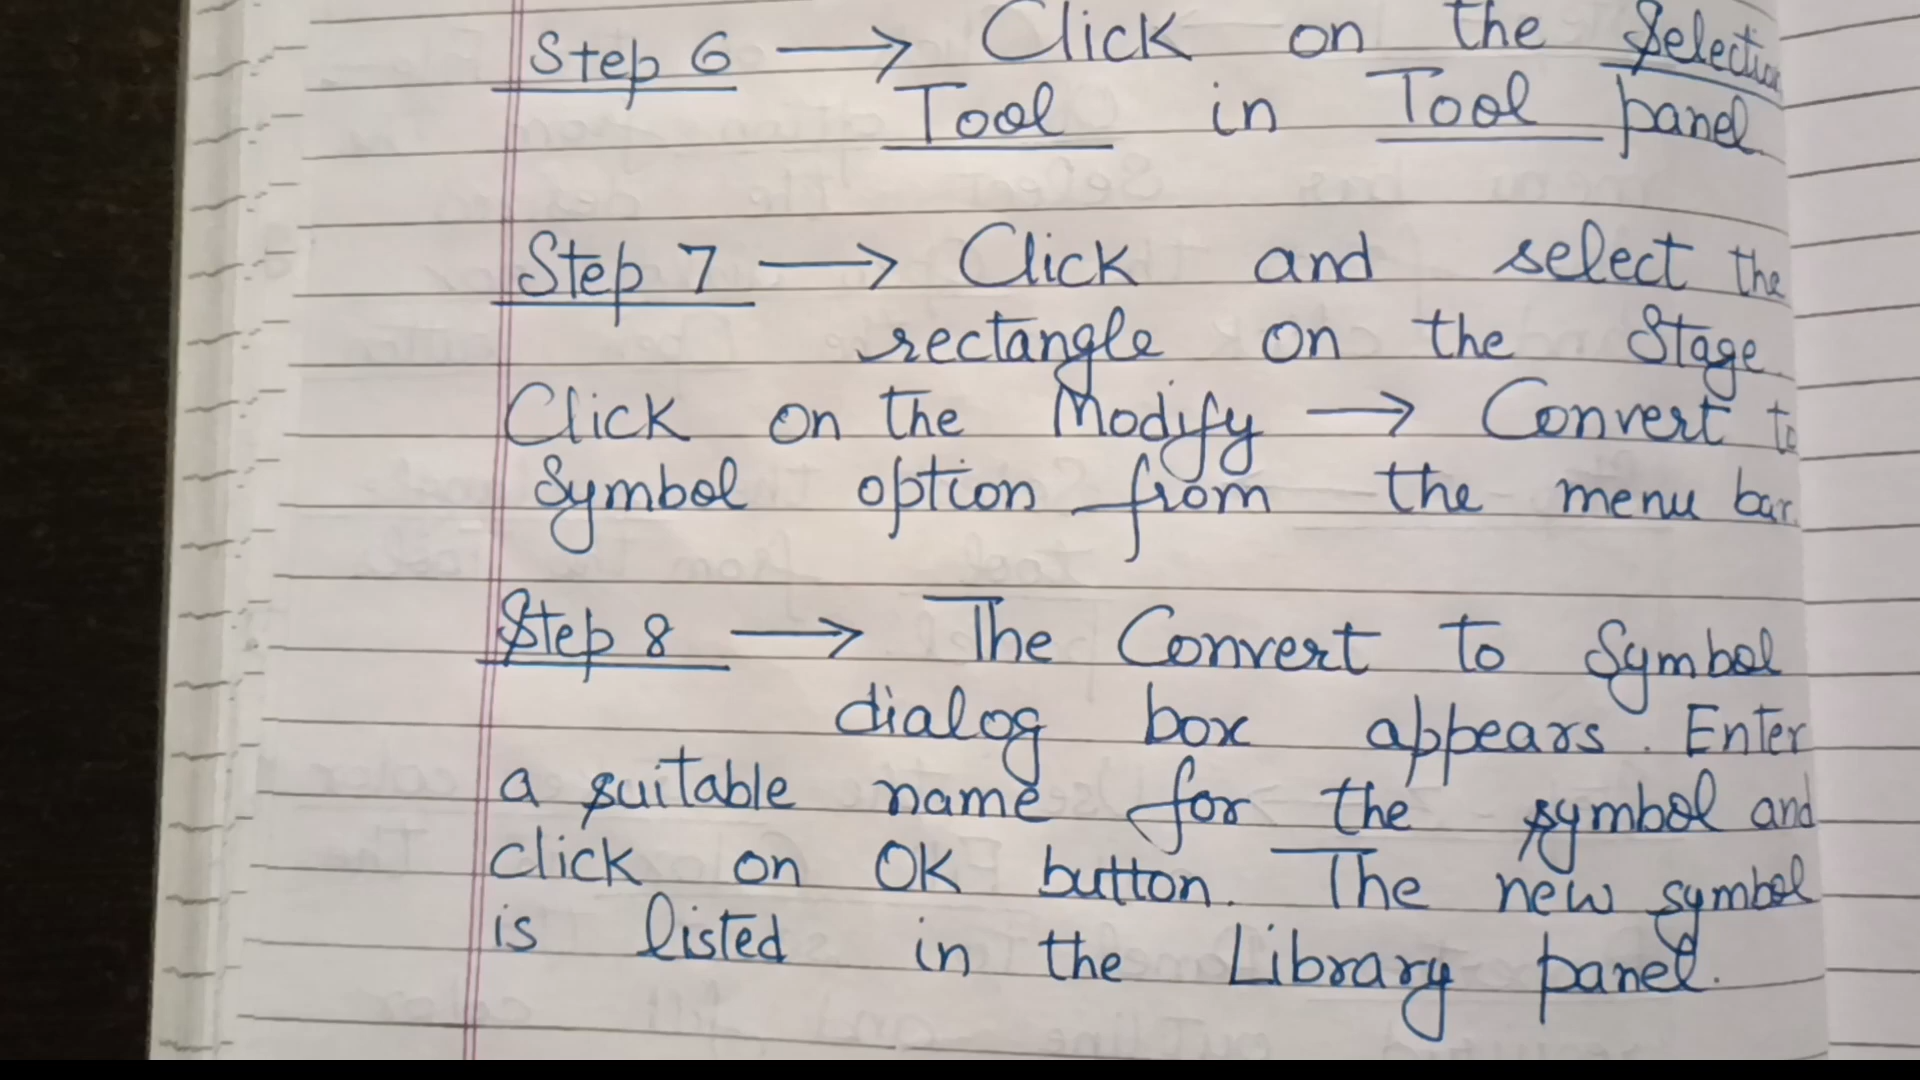 Step 6 → Click on the Selection
Tool in Tool panel
Step 7 → Click and select the
rectangle on the Stage
Click on the Modify → Convert to
Symbol option from the menu bar.
Step 8 → The Convert to Symbol
dialog box appears. Enter
a suitable name for the symbol and
click on OK button. The new symbol
is listed in the Library panel.